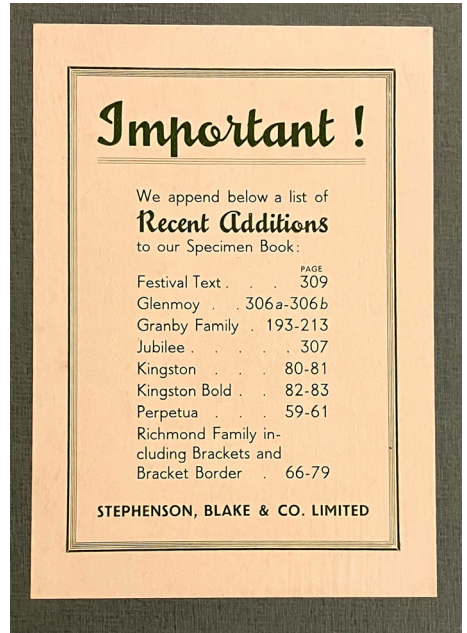 Important !
We append below a list of
Recent Additions
to our Specimen Book:
PAGE
Festival Text . . . 309
Glenmoy . . 306a-306b
Granby Family . 193-213
Jubilee . . . . . 307
Kingston . . . 80-81
Kingston Bold . . 82-83
Perpetua . . . 59-61
Richmond Family in-
cluding Brackets and
Bracket Border . 66-79
STEPHENSON, BLAKE & CO. LIMITED